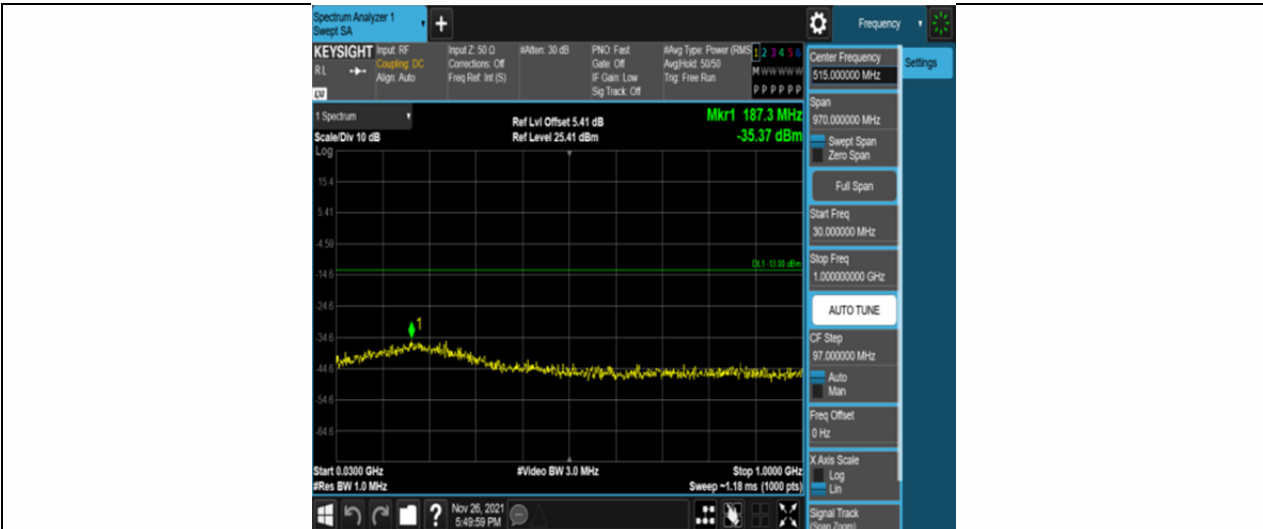 Spectrum Analyzer 1
Swept SA
+
Frequency
KEYSIGHT
RL
Input: RF
Coupling: DC
Align: Auto
Input Z: 50 Ω
Corrections: Off
Freq Ref: Int (S)
#Atten: 30 dB
PNO: Fast
Gate: Off
IF Gain: Low
Sig Track: Off
#Avg Type: Power (RMS
Avg|Hold: 50/50
Trig: Free Run
1 2 3 4 5 6
M W W W W W
P P P P P P
LV
1 Spectrum
Scale/Div 10 dB
Log
Ref Lvl Offset 5.41 dB
Ref Level 25.41 dBm
Mkr1 187.3 MHz
-35.37 dBm
15.4
5.41
-4.59
DL1 -13.00 dBm
-14.6
-24.6
1
-34.6
-44.6
-54.6
-64.6
Start 0.0300 GHz
#Res BW 1.0 MHz
#Video BW 3.0 MHz
Stop 1.0000 GHz
Sweep ~1.18 ms (1000 pts)
?
Nov 26, 2021
5:49:59 PM
Center Frequency
515.000000 MHz
Settings
Span
970.000000 MHz
Swept Span
Zero Span
Full Span
Start Freq
30.000000 MHz
Stop Freq
1.000000000 GHz
AUTO TUNE
CF Step
97.000000 MHz
Auto
Man
Freq Offset
0 Hz
X Axis Scale
Log
Lin
Signal Track
(Span Zoom)